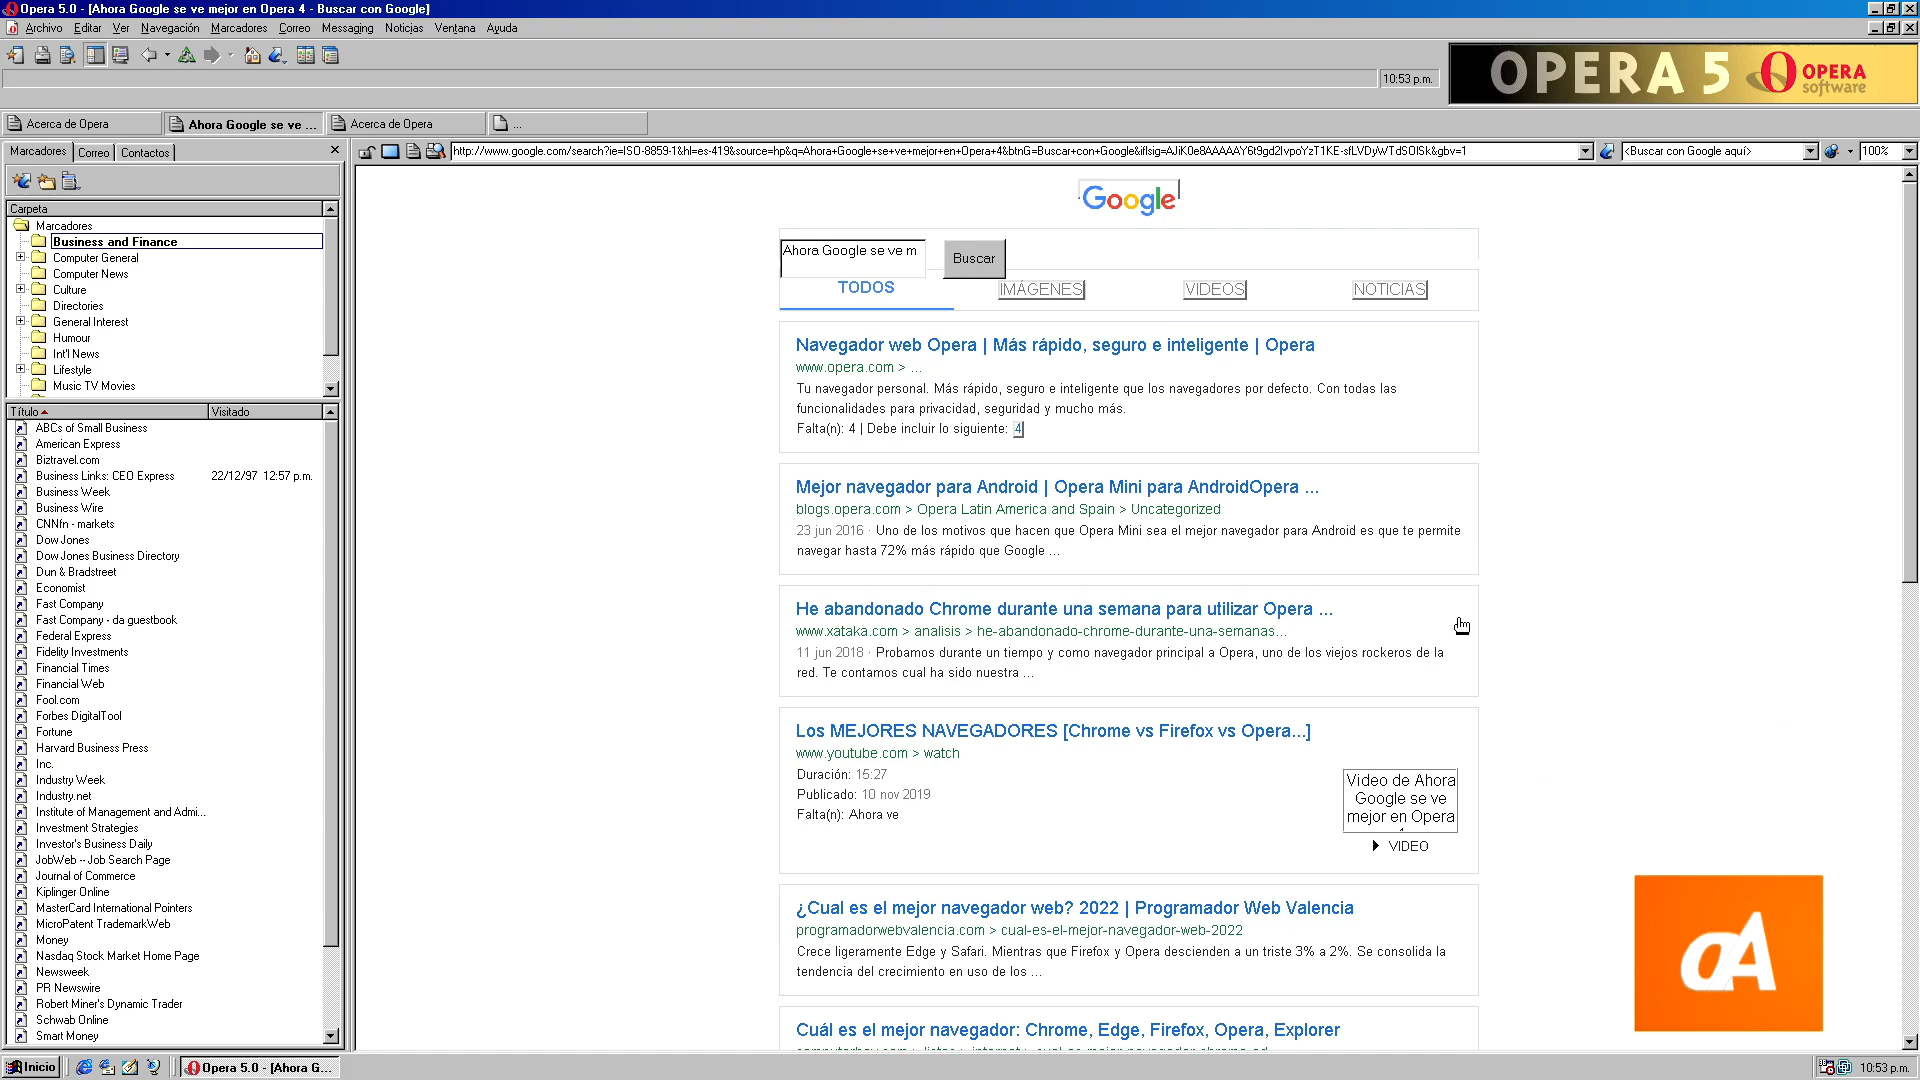 Opera 5.0 - [Ahora Google se ve mejor en Opera 4 - Buscar con Google]
Archivo Editar Ver Navegación Marcadores Correo Messaging Noticias Ventana Ayuda
10:53 p.m.
OPERA 5 OPERA software
Acerca de Opera
Ahora Google se ve ...
Acerca de Opera
...
Marcadores Correo Contactos
http://www.google.com/search?ie=ISO-8859-1&hl=es-419&source=hp&q=Ahora+Google+se+ve+mejor+en+Opera+4&btnG=Buscar+con+Google&iflsig=AJiK0e8AAAAAY6t9gd2IvpoYzT1KE-sfLVDyWTdSOISk&gbv=1
<Buscar con Google aquí>
100%
Carpeta
Marcadores
Business and Finance
Computer General
Computer News
Culture
Directories
General Interest
Humour
Int'l News
Lifestyle
Music TV Movies
Título Visitado
ABCs of Small Business
American Express
Biztravel.com
Business Links: CEO Express 22/12/97 12:57 p.m.
Business Week
Business Wire
CNNfn - markets
Dow Jones
Dow Jones Business Directory
Dun & Bradstreet
Economist
Fast Company
Fast Company - da guestbook
Federal Express
Fidelity Investments
Financial Times
Financial Web
Fool.com
Forbes DigitalTool
Fortune
Harvard Business Press
Inc.
Industry Week
Industry.net
Institute of Management and Admi...
Investment Strategies
Investor's Business Daily
JobWeb -- Job Search Page
Journal of Commerce
Kiplinger Online
MasterCard International Pointers
MicroPatent TrademarkWeb
Money
Nasdaq Stock Market Home Page
Newsweek
PR Newswire
Robert Miner's Dynamic Trader
Schwab Online
Smart Money
Google
Ahora Google se ve m
Buscar
TODOS IMÁGENES VIDEOS NOTICIAS
Navegador web Opera | Más rápido, seguro e inteligente | Opera
www.opera.com > ...
Tu navegador personal. Más rápido, seguro e inteligente que los navegadores por defecto. Con todas las
funcionalidades para privacidad, seguridad y mucho más.
Falta(n): 4 | Debe incluir lo siguiente: 4
Mejor navegador para Android | Opera Mini para AndroidOpera ...
blogs.opera.com > Opera Latin America and Spain > Uncategorized
23 jun 2016 · Uno de los motivos que hacen que Opera Mini sea el mejor navegador para Android es que te permite
navegar hasta 72% más rápido que Google ...
He abandonado Chrome durante una semana para utilizar Opera ...
www.xataka.com > analisis > he-abandonado-chrome-durante-una-semanas...
11 jun 2018 · Probamos durante un tiempo y como navegador principal a Opera, uno de los viejos rockeros de la
red. Te contamos cual ha sido nuestra ...
Los MEJORES NAVEGADORES [Chrome vs Firefox vs Opera...]
www.youtube.com > watch
Duración: 15:27
Publicado: 10 nov 2019
Falta(n): Ahora ve
Video de Ahora
Google se ve
mejor en Opera
VIDEO
¿Cual es el mejor navegador web? 2022 | Programador Web Valencia
programadorwebvalencia.com > cual-es-el-mejor-navegador-web-2022
Crece ligeramente Edge y Safari. Mientras que Firefox y Opera descienden a un triste 3% a 2%. Se consolida la
tendencia del crecimiento en uso de los ...
Cuál es el mejor navegador: Chrome, Edge, Firefox, Opera, Explorer
Inicio
Opera 5.0 - [Ahora G...
10:53 p.m.